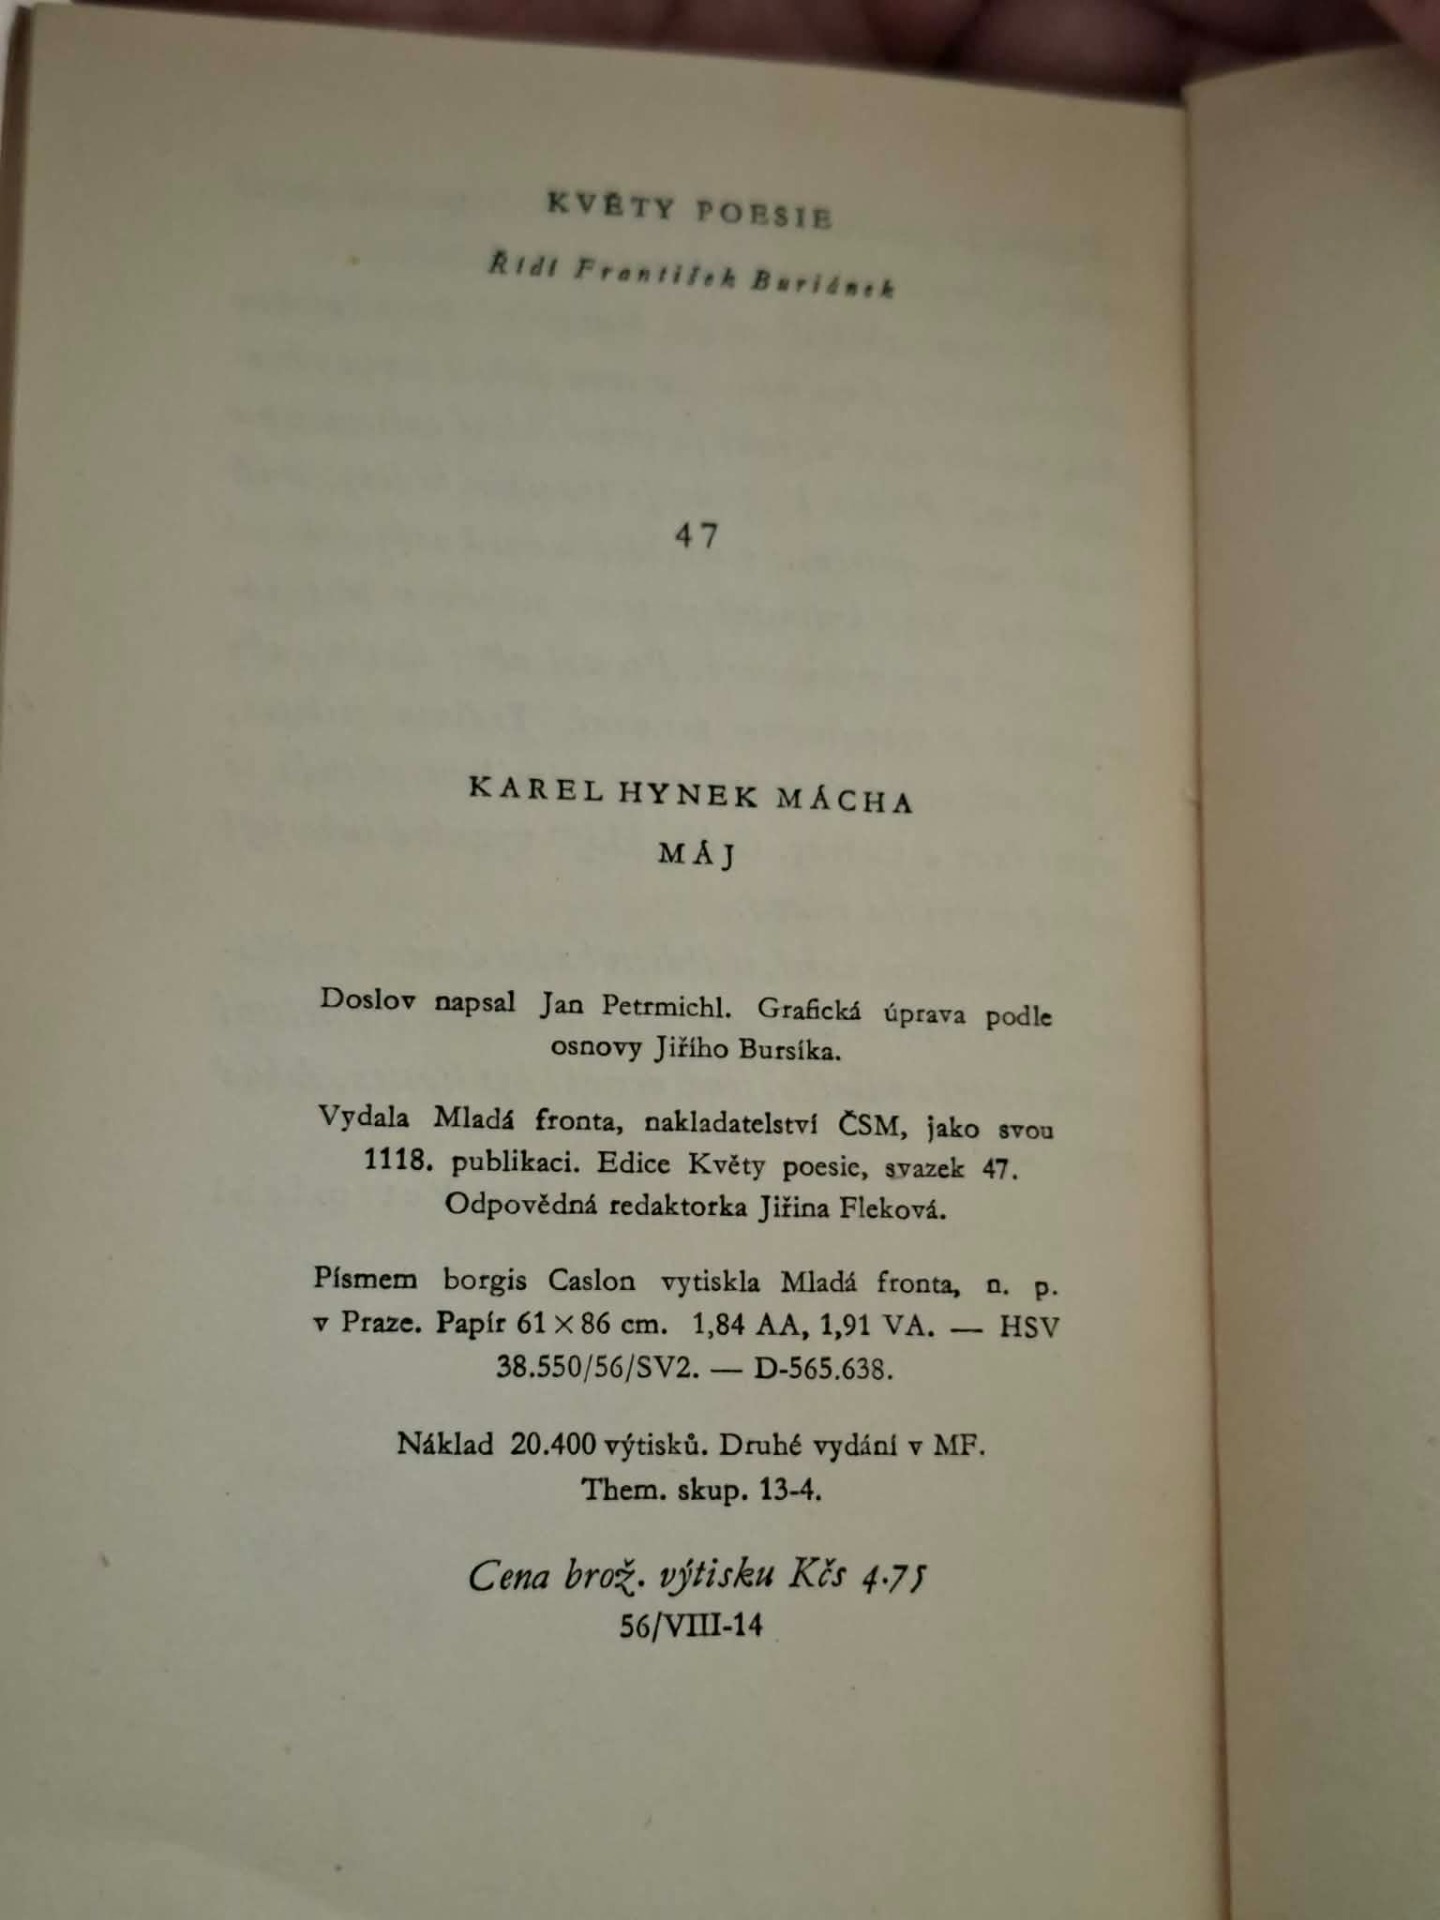 KVĚTY POESIE
Řídí František Buriánek
47
KAREL HYNEK MÁCHA
MÁJ
Doslov napsal Jan Petrmichl. Grafická úprava podle
osnovy Jiřího Bursíka.
Vydala Mladá fronta, nakladatelství ČSM, jako svou
1118. publikaci. Edice Květy poesie, svazek 47.
Odpovědná redaktorka Jiřina Fleková.
Písmem borgis Caslon vytiskla Mladá fronta, n. p.
v Praze. Papír 61 × 86 cm. 1,84 AA, 1,91 VA. — HSV
38.550/56/SV2. — D-565.638.
Náklad 20.400 výtisků. Druhé vydání v MF.
Them. skup. 13-4.
Cena brož. výtisku Kčs 4.75
56/VIII-14